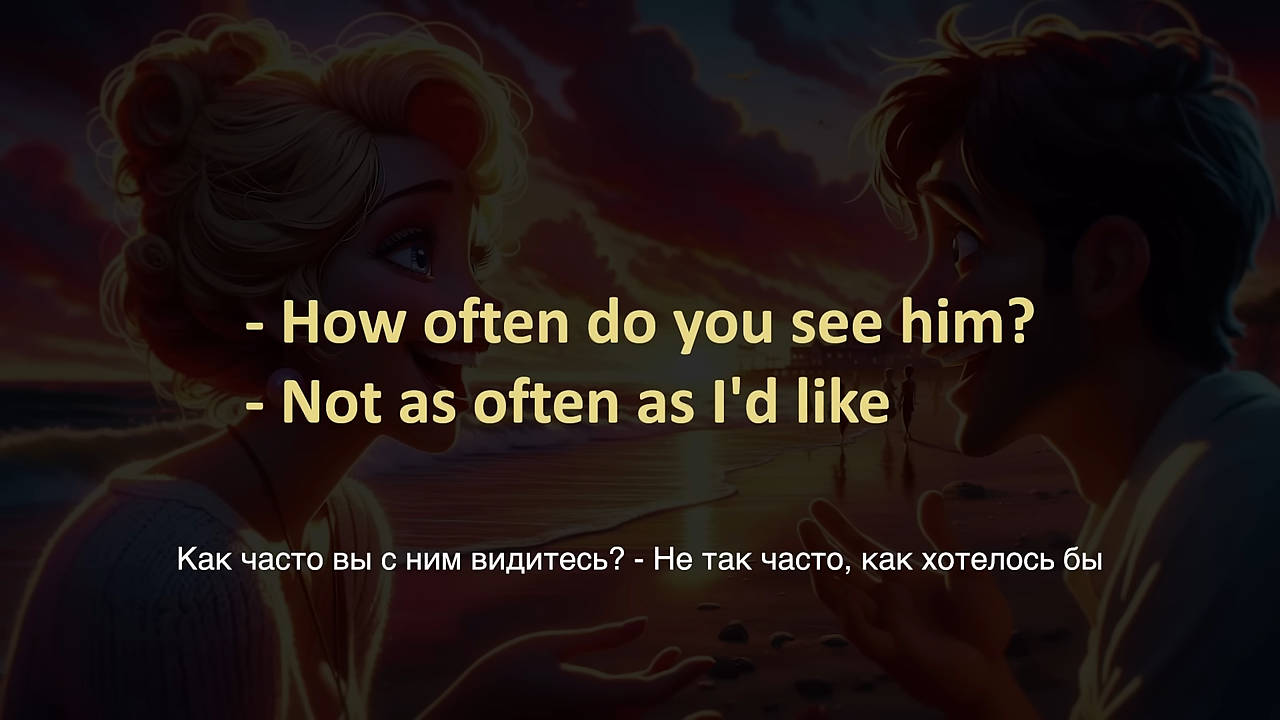 - How often do you see him?
- Not as often as I'd like
Как часто вы с ним видитесь? - Не так часто, как хотелось бы